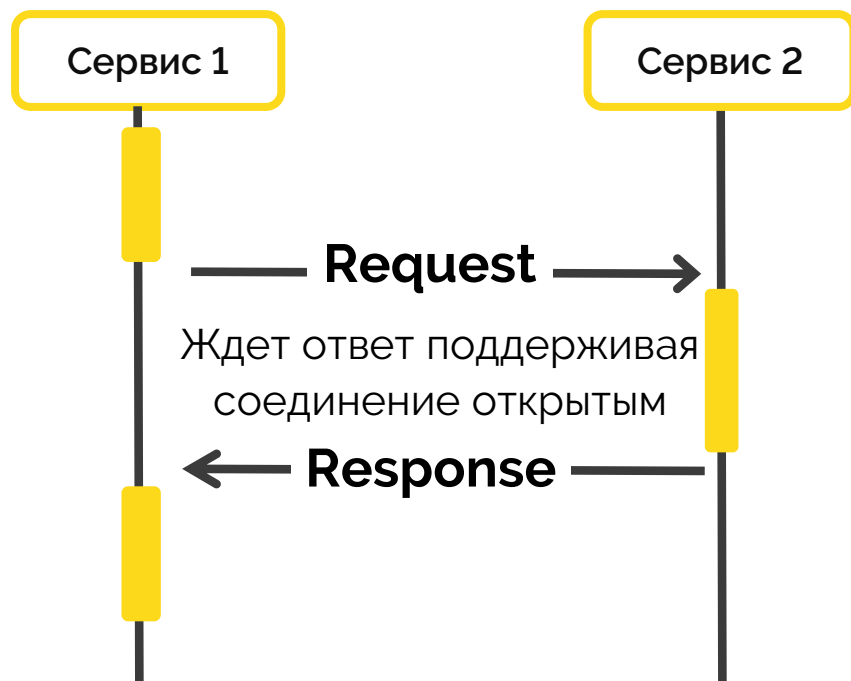 Сервис 1
Сервис 2
Request
Ждет ответ поддерживая
соединение открытым
Response